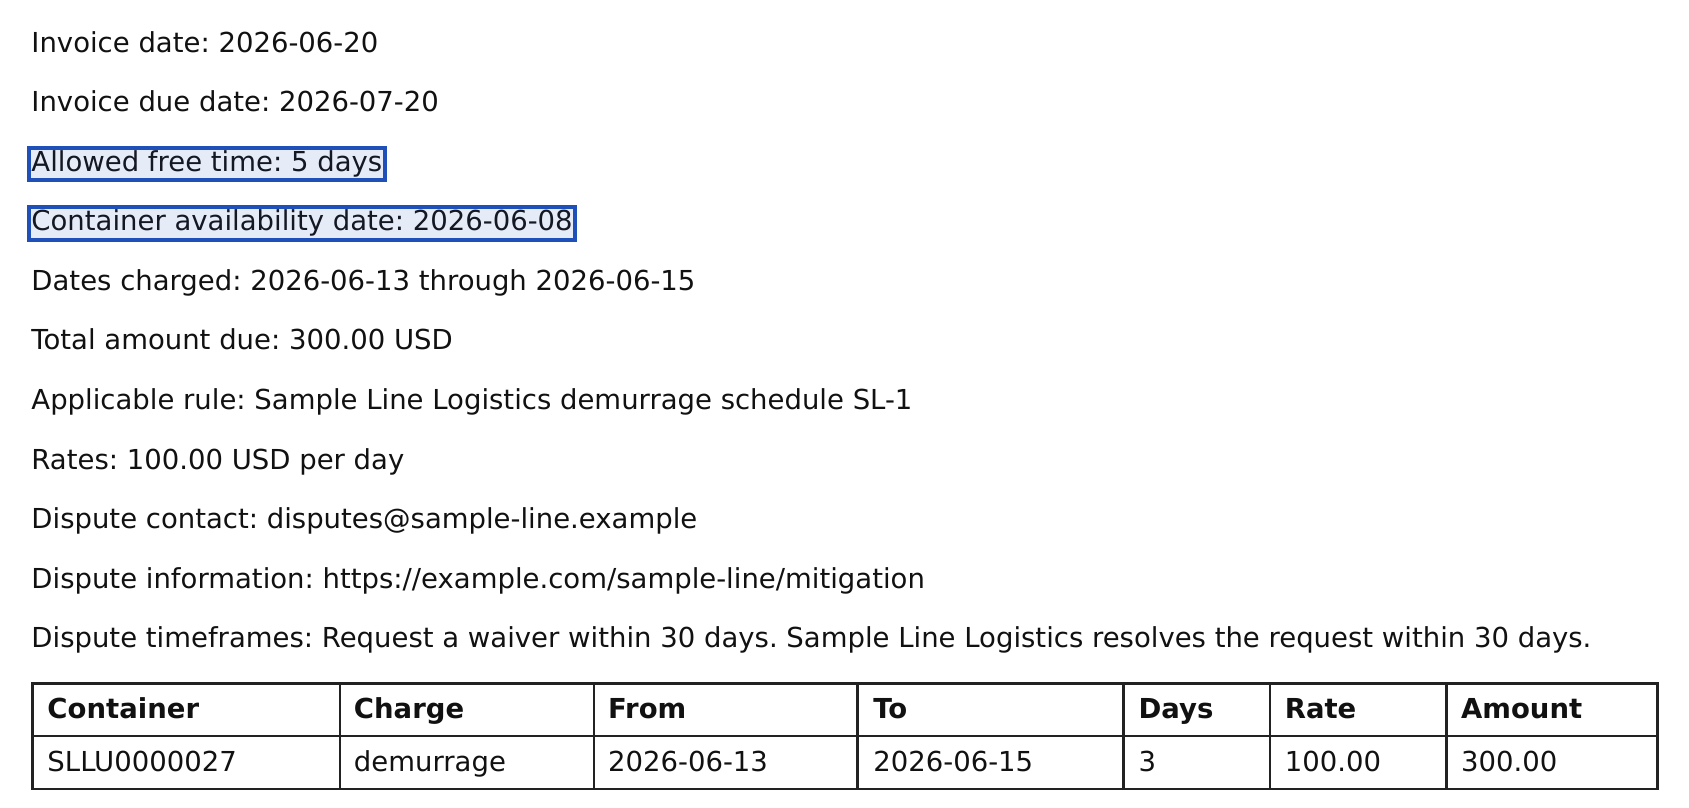 Invoice date: 2026-06-20
Invoice due date: 2026-07-20
Allowed free time: 5 days
Container availability date: 2026-06-08
Dates charged: 2026-06-13 through 2026-06-15
Total amount due: 300.00 USD
Applicable rule: Sample Line Logistics demurrage schedule SL-1
Rates: 100.00 USD per day
Dispute contact: disputes@sample-line.example
Dispute information: https://example.com/sample-line/mitigation
Dispute timeframes: Request a waiver within 30 days. Sample Line Logistics resolves the request within 30 days.
Container Charge From To Days Rate Amount
SLLU0000027 demurrage 2026-06-13 2026-06-15 3 100.00 300.00